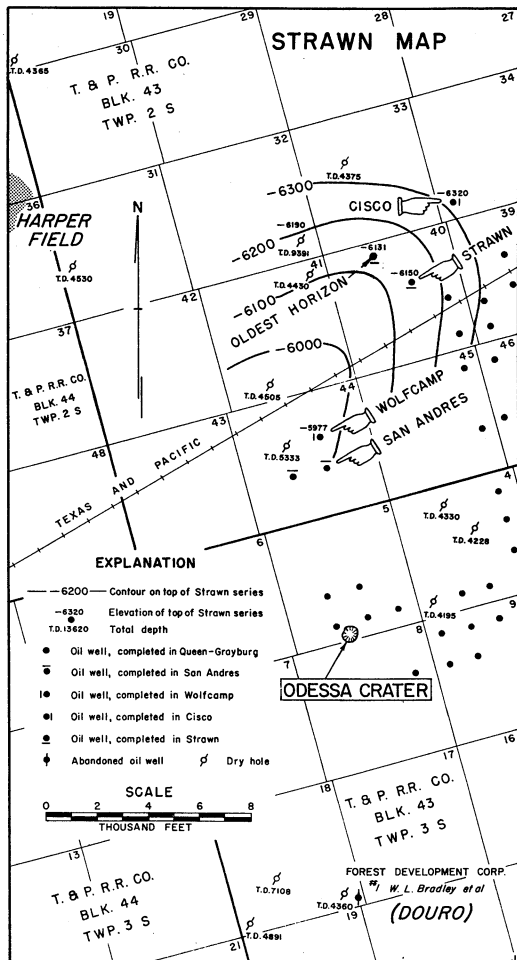 STRAWN MAP
19
20
21
27
28
29
30
T.D. 4365
T. & P. R.R. CO.
BLK. 43
TWP. 2 S
31
32
33
34
T.D. 4375
-6300
CISCO
-6320
36
HARPER
FIELD
N
-6190
-6200
T.D. 9391
-6131
-6150
STRAWN
39
40
41
42
T.D. 4530
T.D. 4430
-6100
OLDEST HORIZON
37
-6000
46
45
44
43
T. & P. R.R. CO.
BLK. 44
TWP. 2 S
T.D. 4505
WOLFCAMP
-5977
SAN ANDRES
T.D. 5333
48
TEXAS AND PACIFIC
4
5
6
T.D. 4330
T.D. 4228
EXPLANATION
-6200 Contour on top of Strawn series
-6320 Elevation of top of Strawn series
T.D. 13620 Total depth
Oil well, completed in Queen-Grayburg
Oil well, completed in San Andres
Oil well, completed in Wolfcamp
Oil well, completed in Cisco
Oil well, completed in Strawn
Abandoned oil well
Dry hole
T.D. 4195
9
8
7
ODESSA CRATER
SCALE
0 2 4 6 8
THOUSAND FEET
16
17
18
T. & P. R.R. CO.
BLK. 43
TWP. 3 S
13
T. & P. R.R. CO.
BLK. 44
TWP. 3 S
FOREST DEVELOPMENT CORP.
#1 W. L. Bradley et al
(DOURO)
T.D. 7108
T.D. 4360
19
T.D. 4891
21